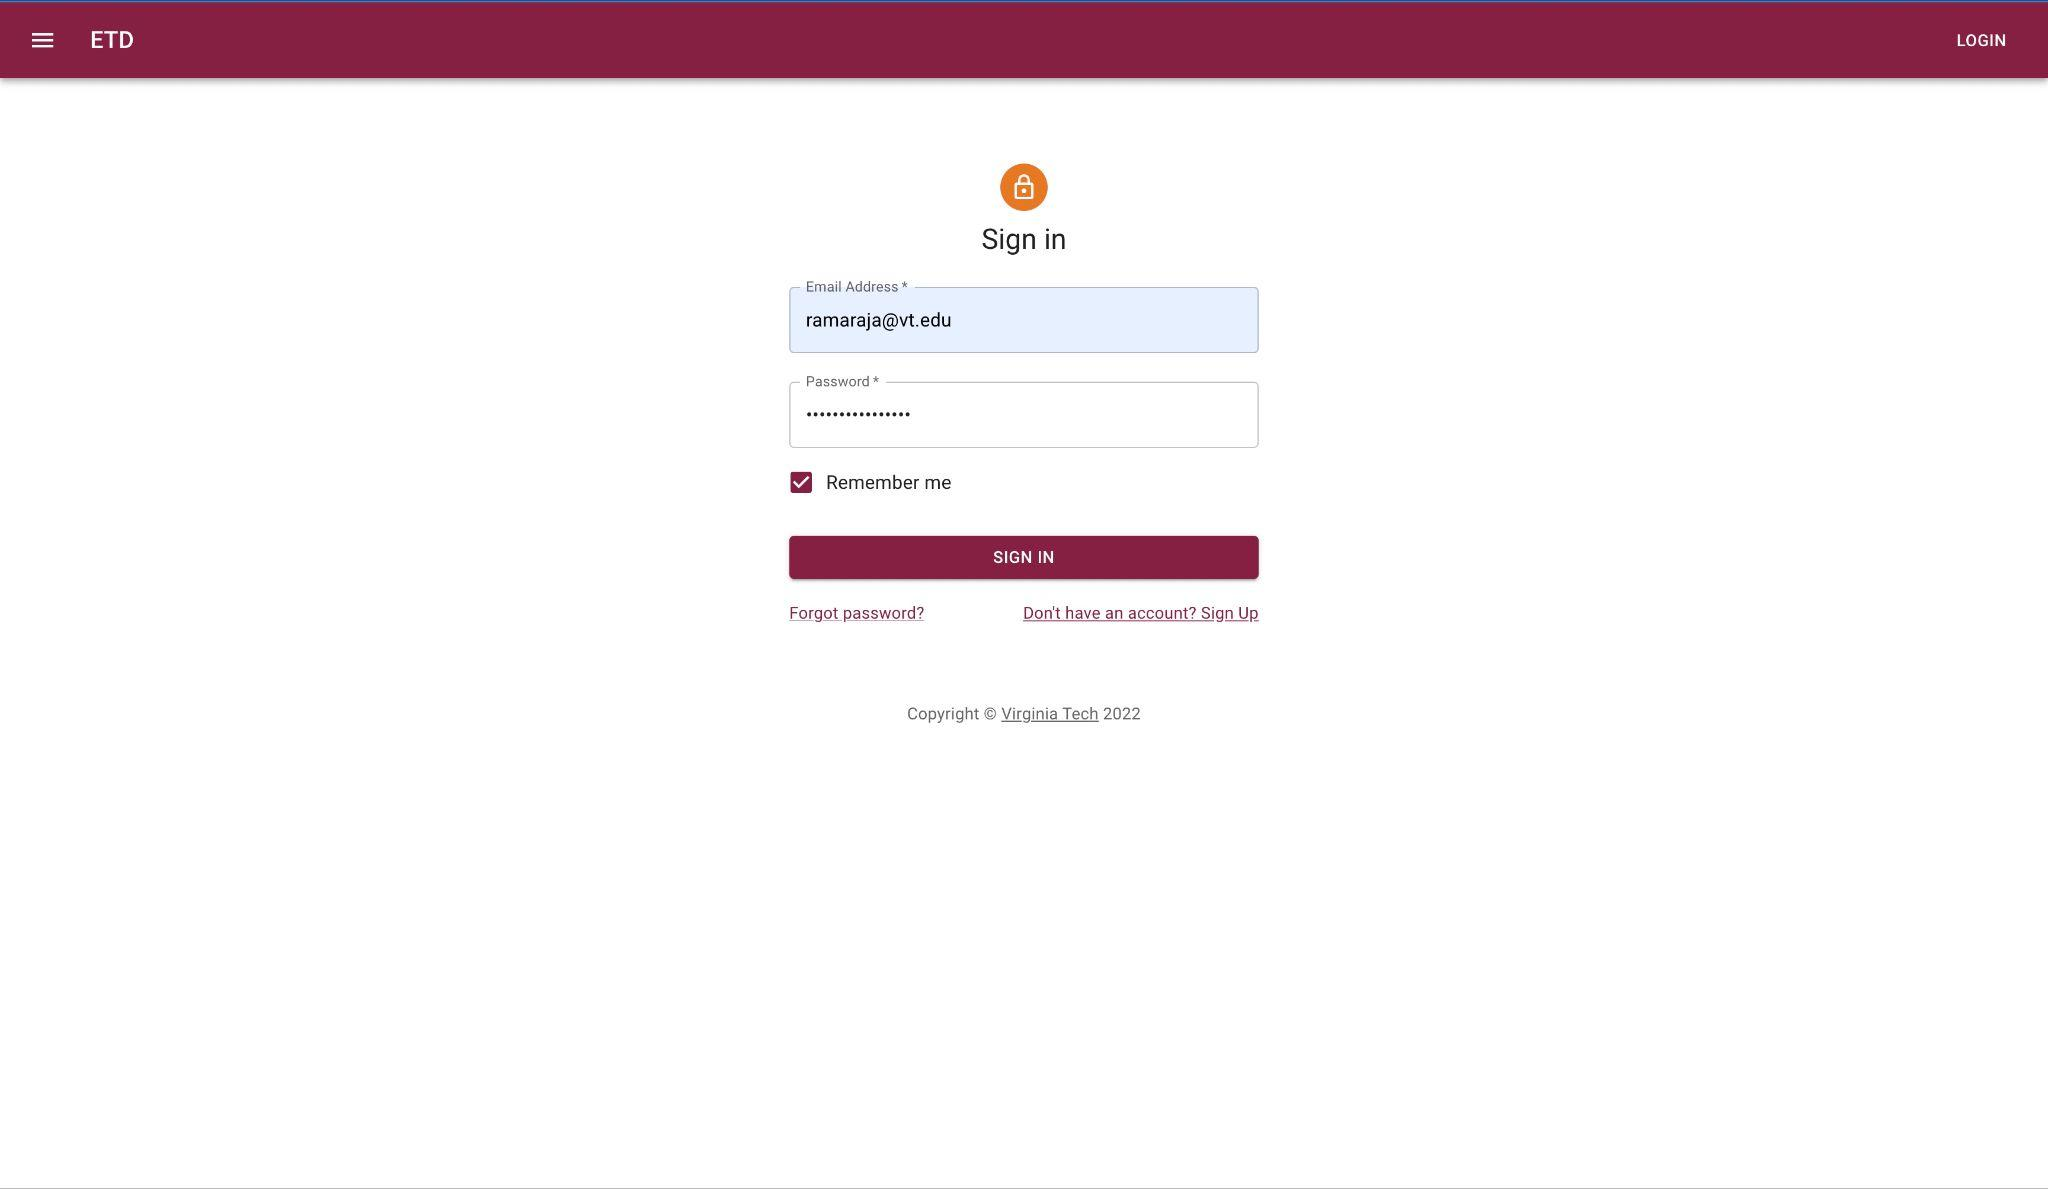 ETD
LOGIN
Sign in
Email Address *
ramaraja@vt.edu
Password *
••••••••••••••••
Remember me
SIGN IN
Forgot password?
Don't have an account? Sign Up
Copyright © Virginia Tech 2022